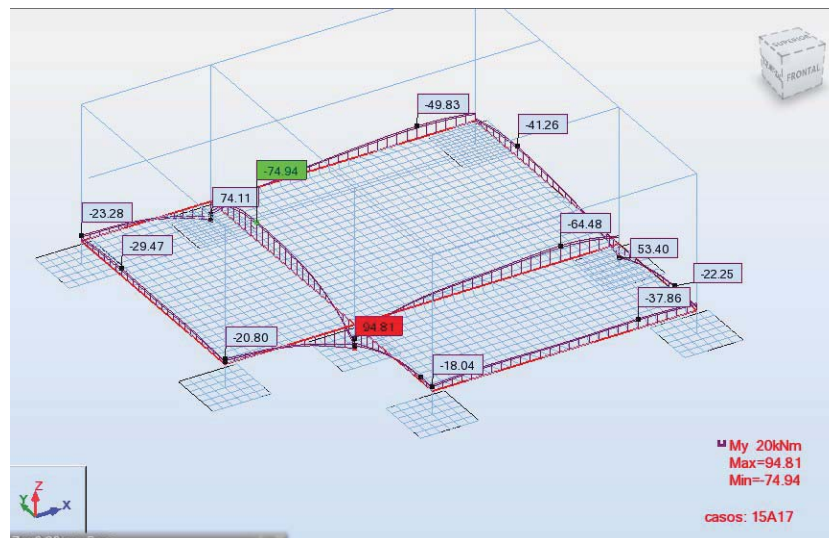 SUPERIOR
FRONTAL
-49.83
-41.26
-74.94
74.11
-23.28
-64.48
53.40
-29.47
-22.25
-37.86
94.81
-20.80
-18.04
My 20kNm
Max=94.81
Min=-74.94
casos: 15A17
Z
Y
X